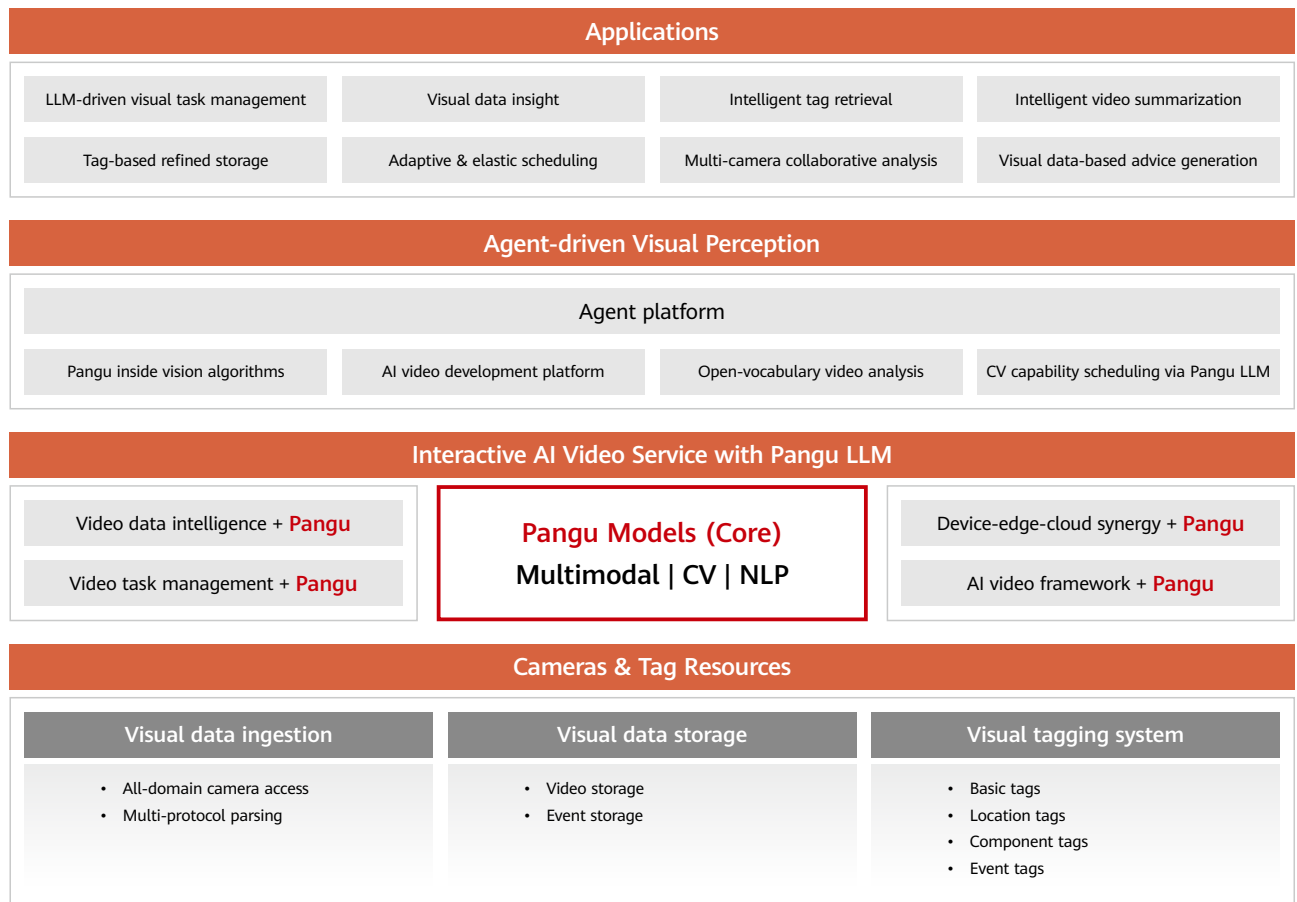 Applications
LLM-driven visual task management
Visual data insight
Intelligent tag retrieval
Intelligent video summarization
Tag-based refined storage
Adaptive & elastic scheduling
Multi-camera collaborative analysis
Visual data-based advice generation
Agent-driven Visual Perception
Agent platform
Pangu inside vision algorithms
AI video development platform
Open-vocabulary video analysis
CV capability scheduling via Pangu LLM
Interactive AI Video Service with Pangu LLM
Video data intelligence + Pangu
Video task management + Pangu
Pangu Models (Core)
Multimodal | CV | NLP
Device-edge-cloud synergy + Pangu
AI video framework + Pangu
Cameras & Tag Resources
Visual data ingestion
• All-domain camera access
• Multi-protocol parsing
Visual data storage
• Video storage
• Event storage
Visual tagging system
• Basic tags
• Location tags
• Component tags
• Event tags